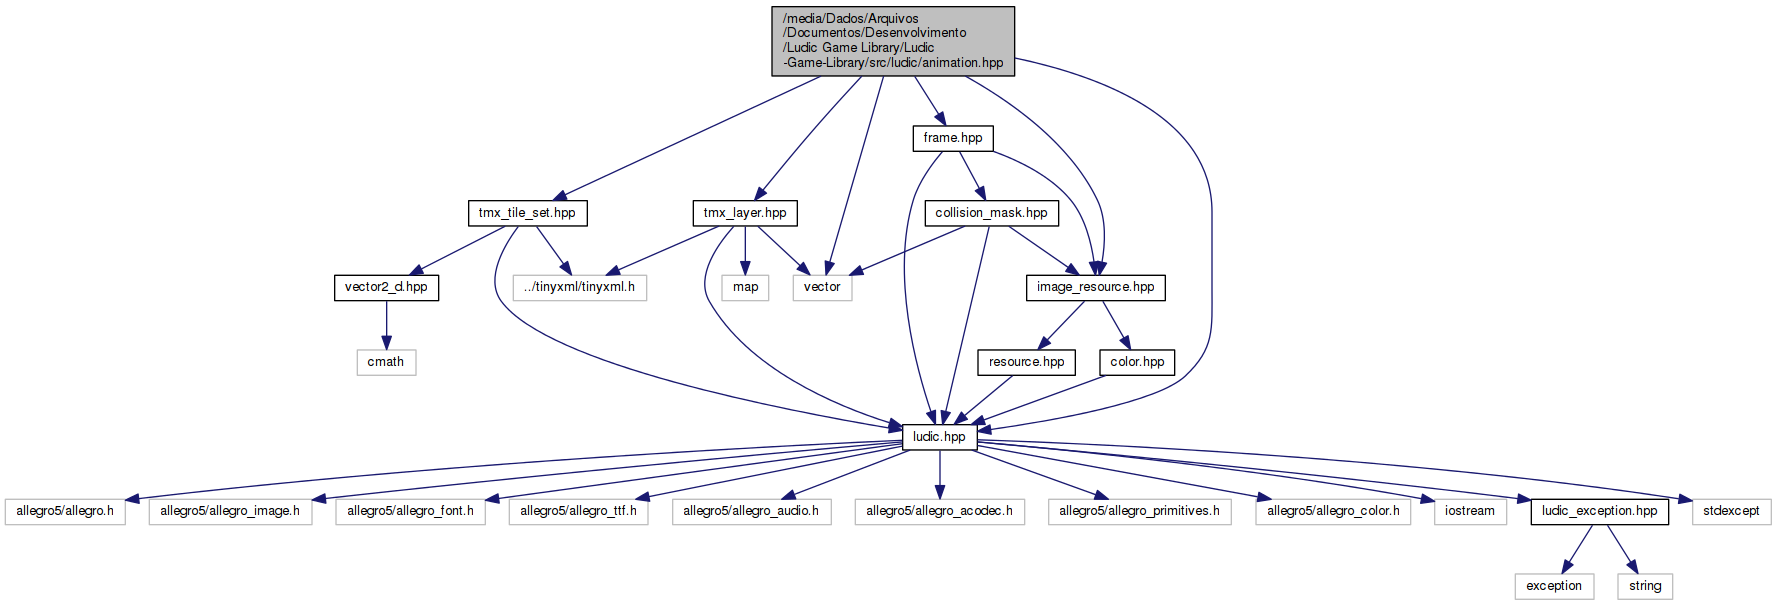 /media/Dados/Arquivos
/Documentos/Desenvolvimento
/Ludic Game Library/Ludic
-Game-Library/src/ludic/animation.hpp
frame.hpp
tmx_tile_set.hpp
tmx_layer.hpp
collision_mask.hpp
vector2_d.hpp
../tinyxml/tinyxml.h
map
vector
image_resource.hpp
cmath
resource.hpp
color.hpp
ludic.hpp
allegro5/allegro.h
allegro5/allegro_image.h
allegro5/allegro_font.h
allegro5/allegro_ttf.h
allegro5/allegro_audio.h
allegro5/allegro_acodec.h
allegro5/allegro_primitives.h
allegro5/allegro_color.h
iostream
ludic_exception.hpp
stdexcept
exception
string